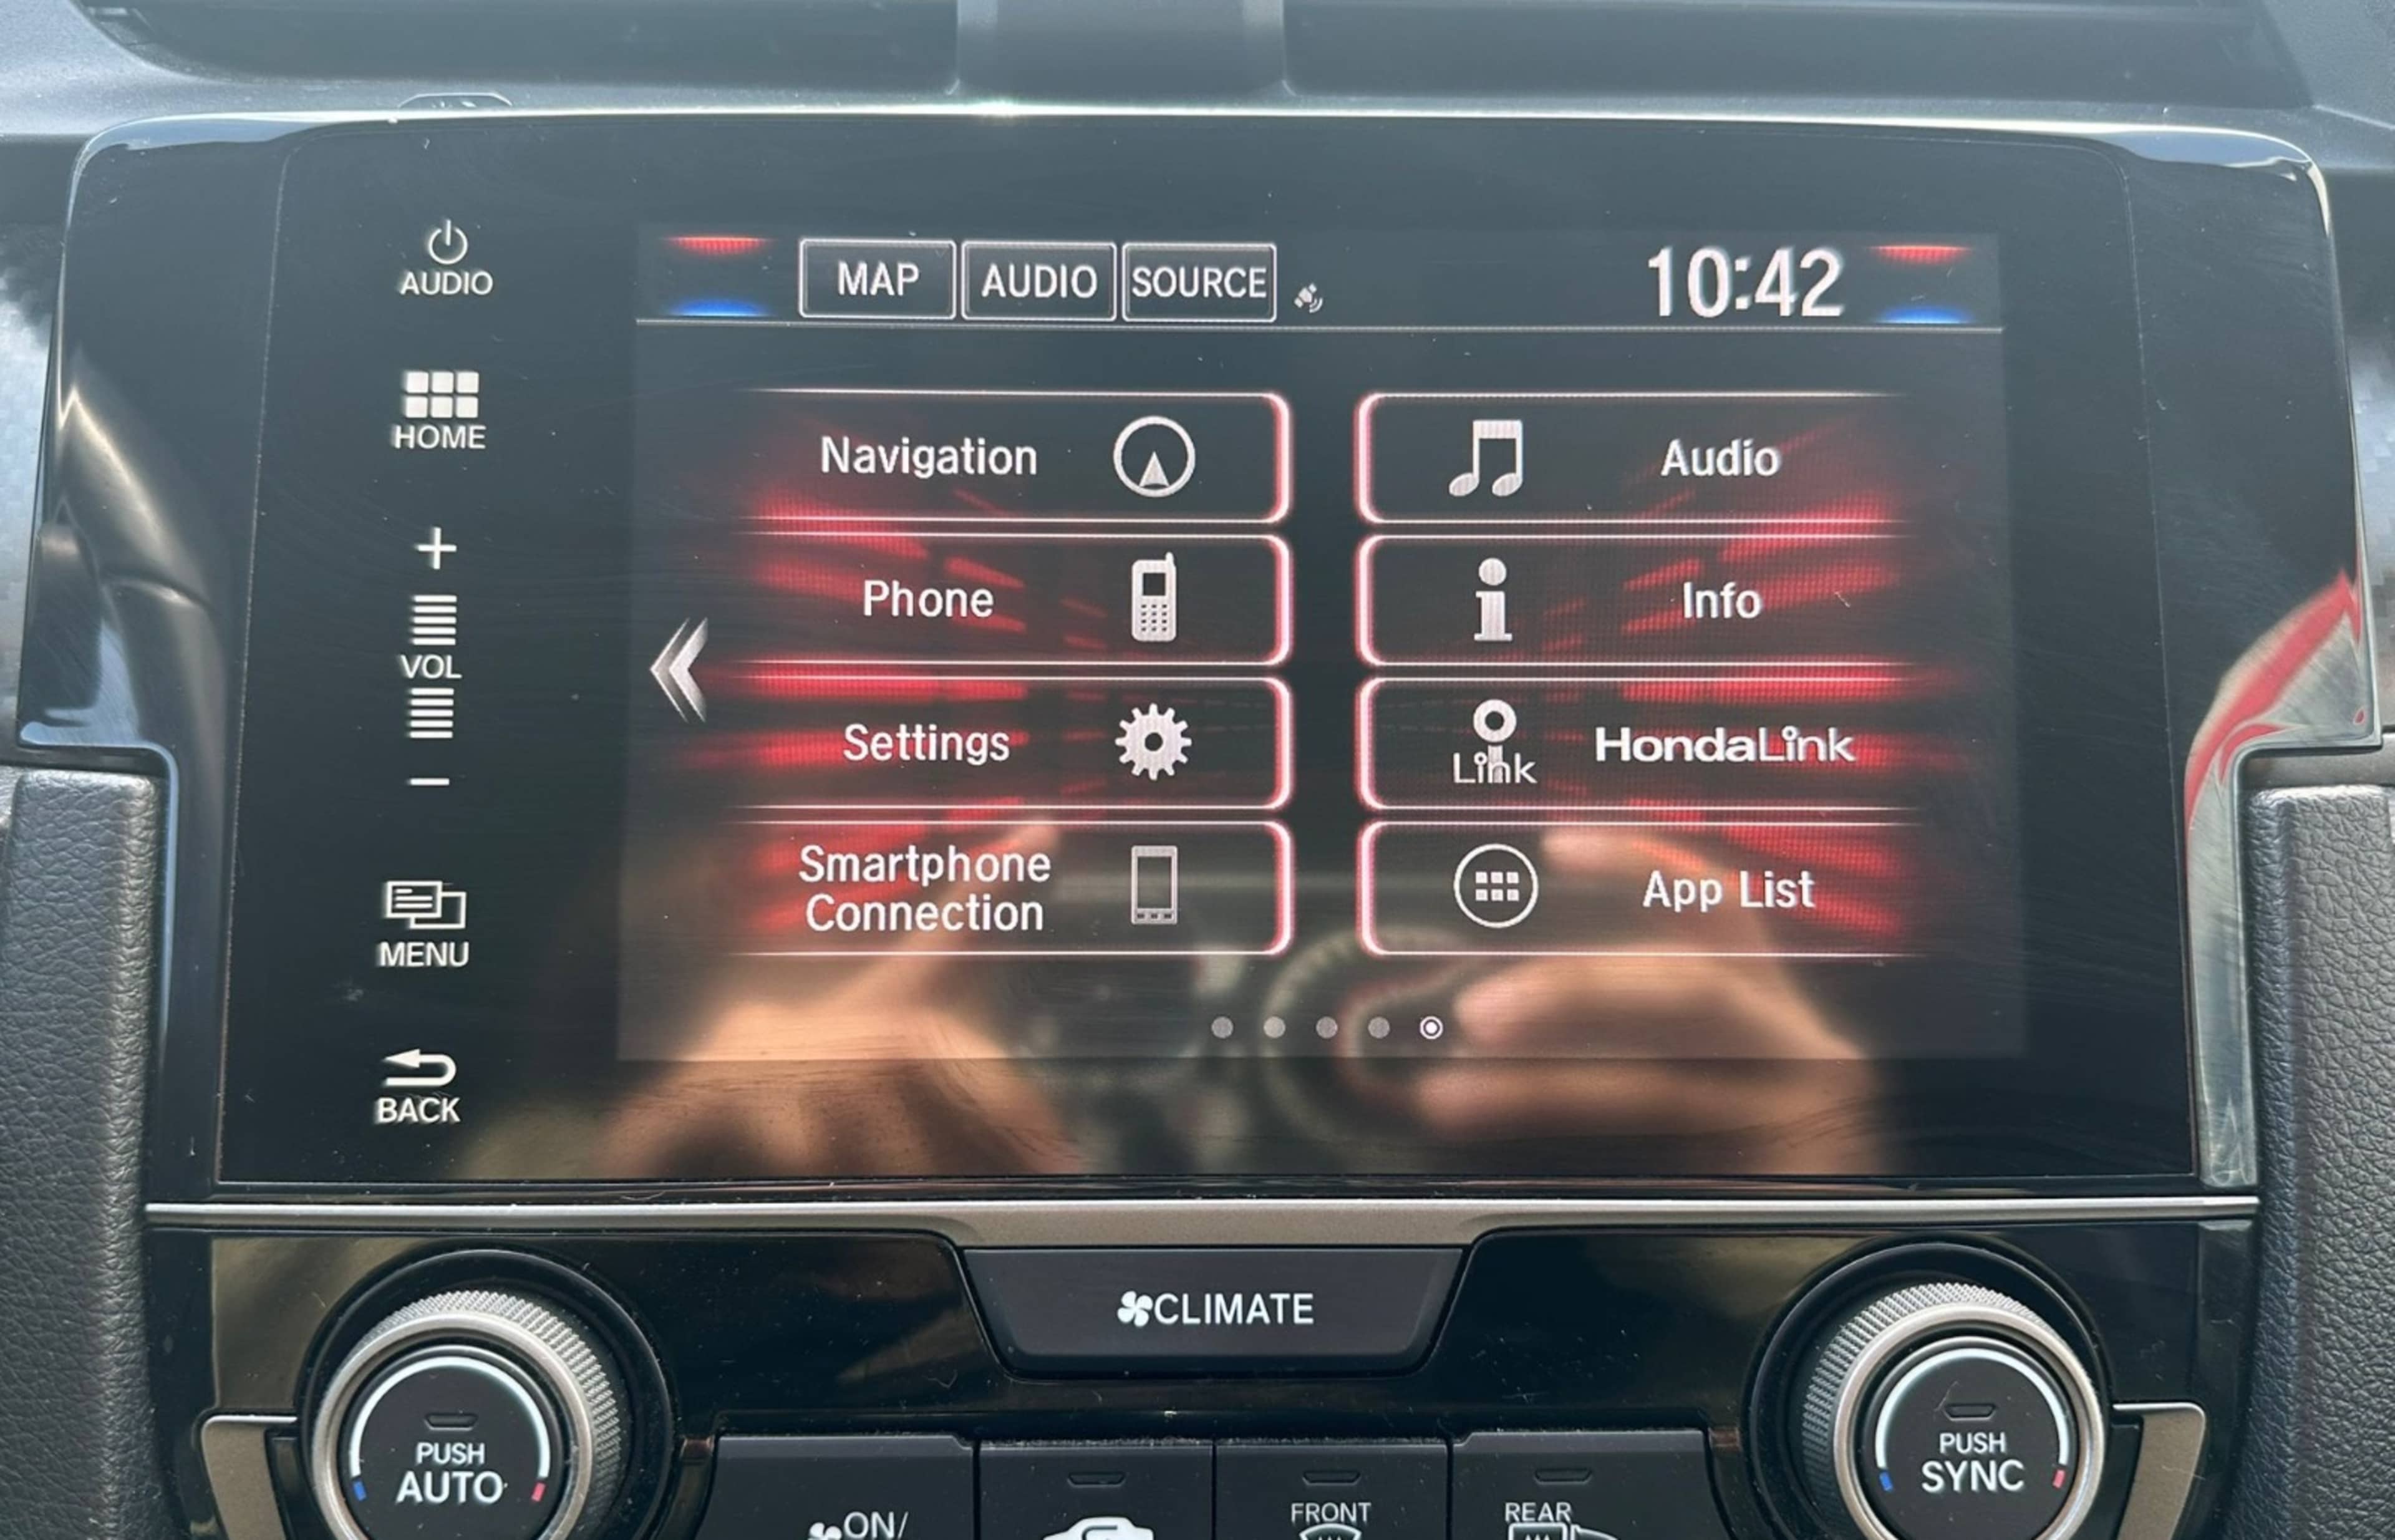 AUDIO
HOME
VOL
MENU
BACK
MAP AUDIO SOURCE 10:42
Navigation
Audio
Phone
Info
Settings
Link HondaLink
Smartphone
Connection
App List
CLIMATE
PUSH
AUTO
PUSH
SYNC
ON/
FRONT
REAR